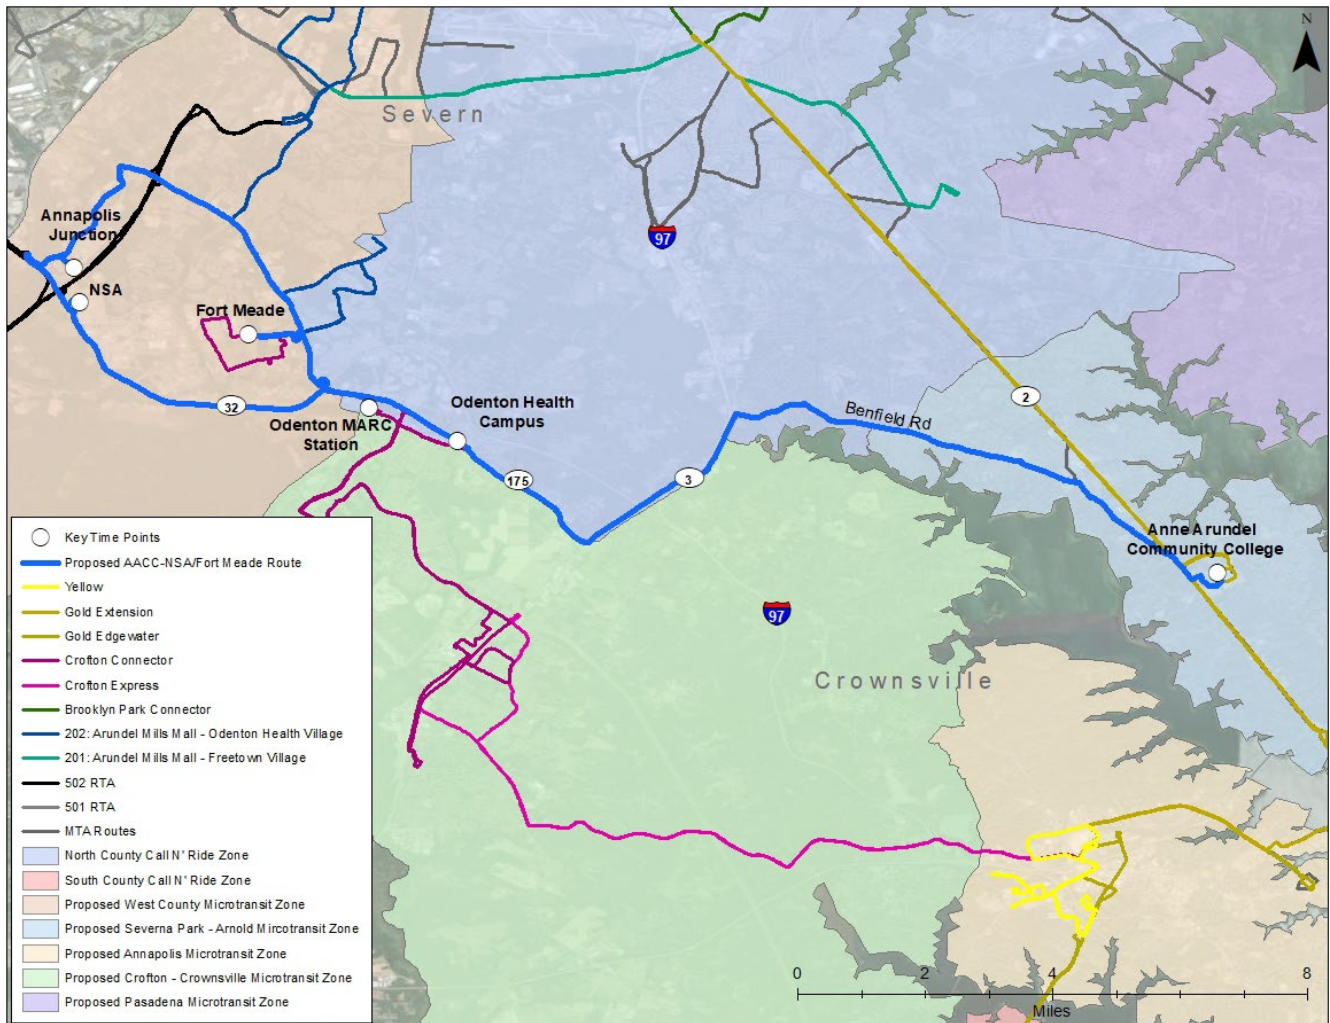 N
Severn
Annapolis
Junction
97
NSA
Fort Meade
32
2
Odenton Health
Campus
Benfield Rd
Odenton MARC
Station
175
3
Anne Arundel
Community College
97
Crownsville
Key Time Points
Proposed AACC-NSA/Fort Meade Route
Yellow
Gold Extension
Gold Edgewater
Crofton Connector
Crofton Express
Brooklyn Park Connector
202: Arundel Mills Mall - Odenton Health Village
201: Arundel Mills Mall - Freetown Village
502 RTA
501 RTA
MTA Routes
North County Call N' Ride Zone
South County Call N' Ride Zone
Proposed West County Microtransit Zone
Proposed Severna Park - Arnold Mircotransit Zone
Proposed Annapolis Microtransit Zone
Proposed Crofton - Crownsville Microtransit Zone
Proposed Pasadena Microtransit Zone
0 2 4 8
Miles